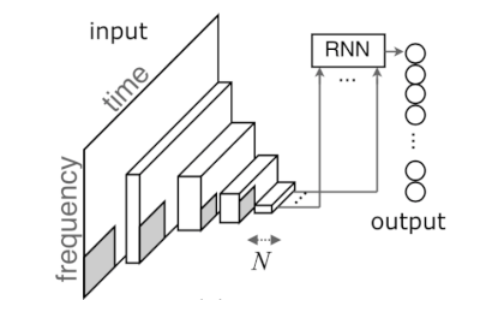 input
time
frequency
RNN
...
...
...
N
output